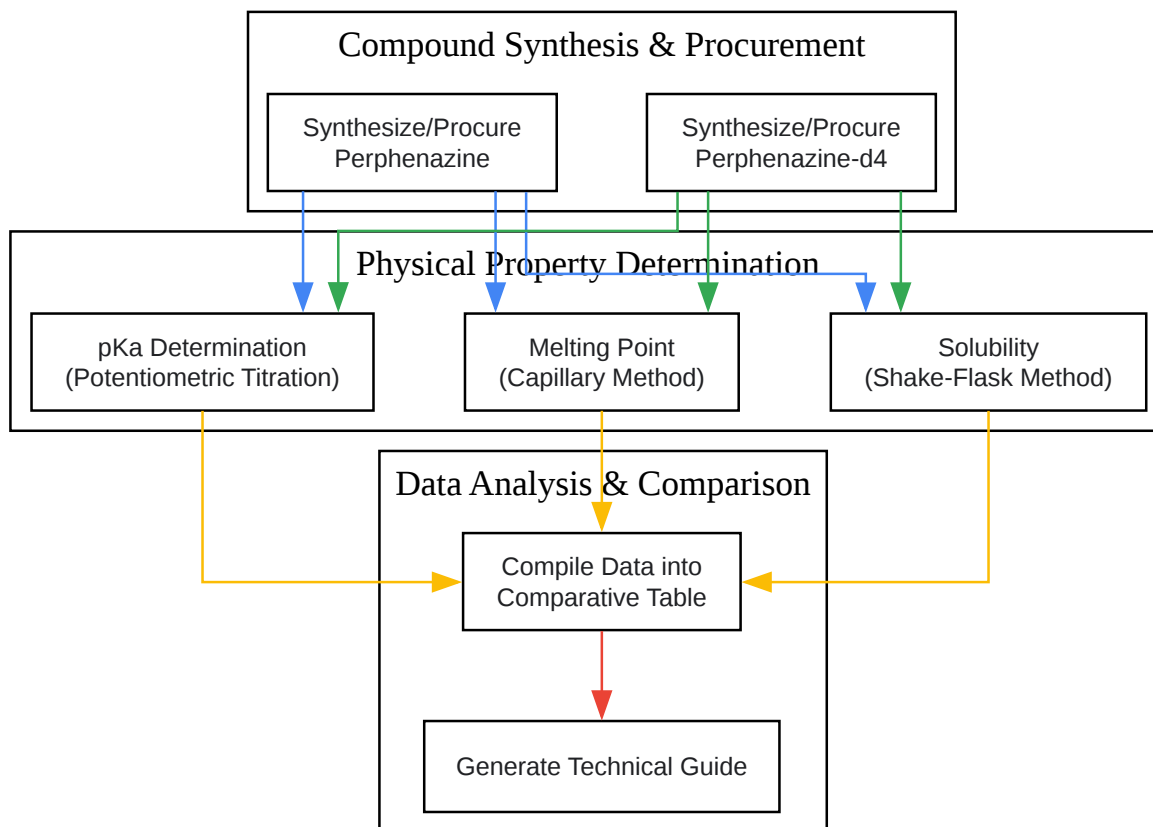 Compound Synthesis & Procurement
Synthesize/Procure
Perphenazine
Synthesize/Procure
Perphenazine-d4
Physical Property Determination
pKa Determination
(Potentiometric Titration)
Melting Point
(Capillary Method)
Solubility
(Shake-Flask Method)
Data Analysis & Comparison
Compile Data into
Comparative Table
Generate Technical Guide